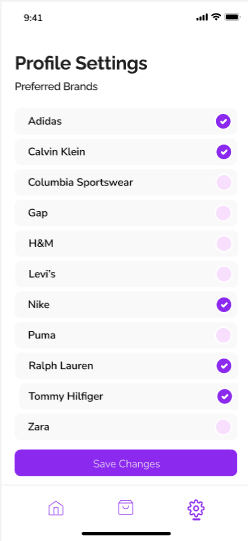 9:41
Profile Settings
Preferred Brands
Adidas
Calvin Klein
Columbia Sportswear
Gap
H&M
Levi's
Nike
Puma
Ralph Lauren
Tommy Hilfiger
Zara
Save Changes